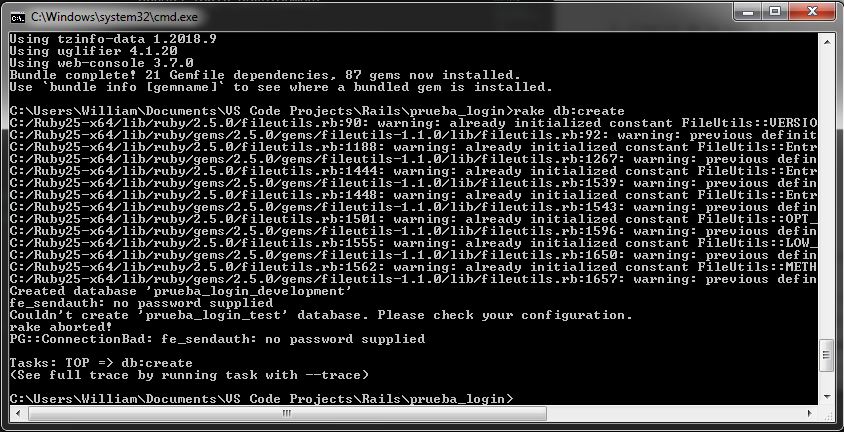 C:\Windows\system32\cmd.exe
Using tzinfo-data 1.2018.9
Using uglifier 4.1.20
Using web-console 3.7.0
Bundle complete! 21 Gemfile dependencies, 87 gems now installed.
Use `bundle info [gemname]` to see where a bundled gem is installed.
C:\Users\William\Documents\VS Code Projects\Rails\prueba_login>rake db:create
C:/Ruby25-x64/lib/ruby/2.5.0/fileutils.rb:90: warning: already initialized constant FileUtils::VERSIO
C:/Ruby25-x64/lib/ruby/gems/2.5.0/gems/fileutils-1.1.0/lib/fileutils.rb:92: warning: previous definit
C:/Ruby25-x64/lib/ruby/2.5.0/fileutils.rb:1188: warning: already initialized constant FileUtils::Entr
C:/Ruby25-x64/lib/ruby/gems/2.5.0/gems/fileutils-1.1.0/lib/fileutils.rb:1267: warning: previous defin
C:/Ruby25-x64/lib/ruby/2.5.0/fileutils.rb:1444: warning: already initialized constant FileUtils::Entr
C:/Ruby25-x64/lib/ruby/gems/2.5.0/gems/fileutils-1.1.0/lib/fileutils.rb:1539: warning: previous defin
C:/Ruby25-x64/lib/ruby/2.5.0/fileutils.rb:1448: warning: already initialized constant FileUtils::Entr
C:/Ruby25-x64/lib/ruby/gems/2.5.0/gems/fileutils-1.1.0/lib/fileutils.rb:1543: warning: previous defin
C:/Ruby25-x64/lib/ruby/2.5.0/fileutils.rb:1501: warning: already initialized constant FileUtils::OPT_
C:/Ruby25-x64/lib/ruby/gems/2.5.0/gems/fileutils-1.1.0/lib/fileutils.rb:1596: warning: previous defin
C:/Ruby25-x64/lib/ruby/2.5.0/fileutils.rb:1555: warning: already initialized constant FileUtils::LOW_
C:/Ruby25-x64/lib/ruby/gems/2.5.0/gems/fileutils-1.1.0/lib/fileutils.rb:1650: warning: previous defin
C:/Ruby25-x64/lib/ruby/2.5.0/fileutils.rb:1562: warning: already initialized constant FileUtils::METH
C:/Ruby25-x64/lib/ruby/gems/2.5.0/gems/fileutils-1.1.0/lib/fileutils.rb:1657: warning: previous defin
Created database 'prueba_login_development'
fe_sendauth: no password supplied
Couldn't create 'prueba_login_test' database. Please check your configuration.
rake aborted!
PG::ConnectionBad: fe_sendauth: no password supplied
Tasks: TOP => db:create
(See full trace by running task with --trace)
C:\Users\William\Documents\VS Code Projects\Rails\prueba_login>